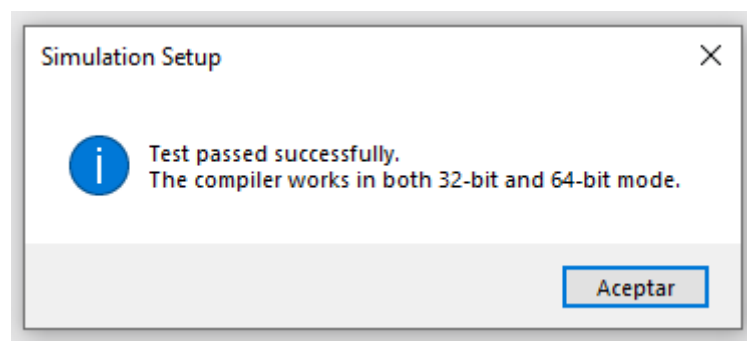 Simulation Setup
Test passed successfully.
The compiler works in both 32-bit and 64-bit mode.
Aceptar